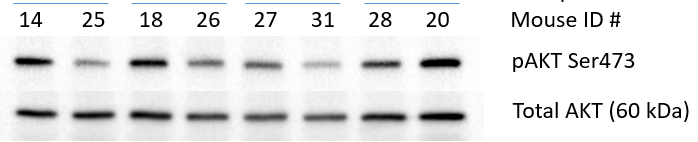 14 25 18 26 27 31 28 20 Mouse ID #
pAKT Ser473
Total AKT (60 kDa)